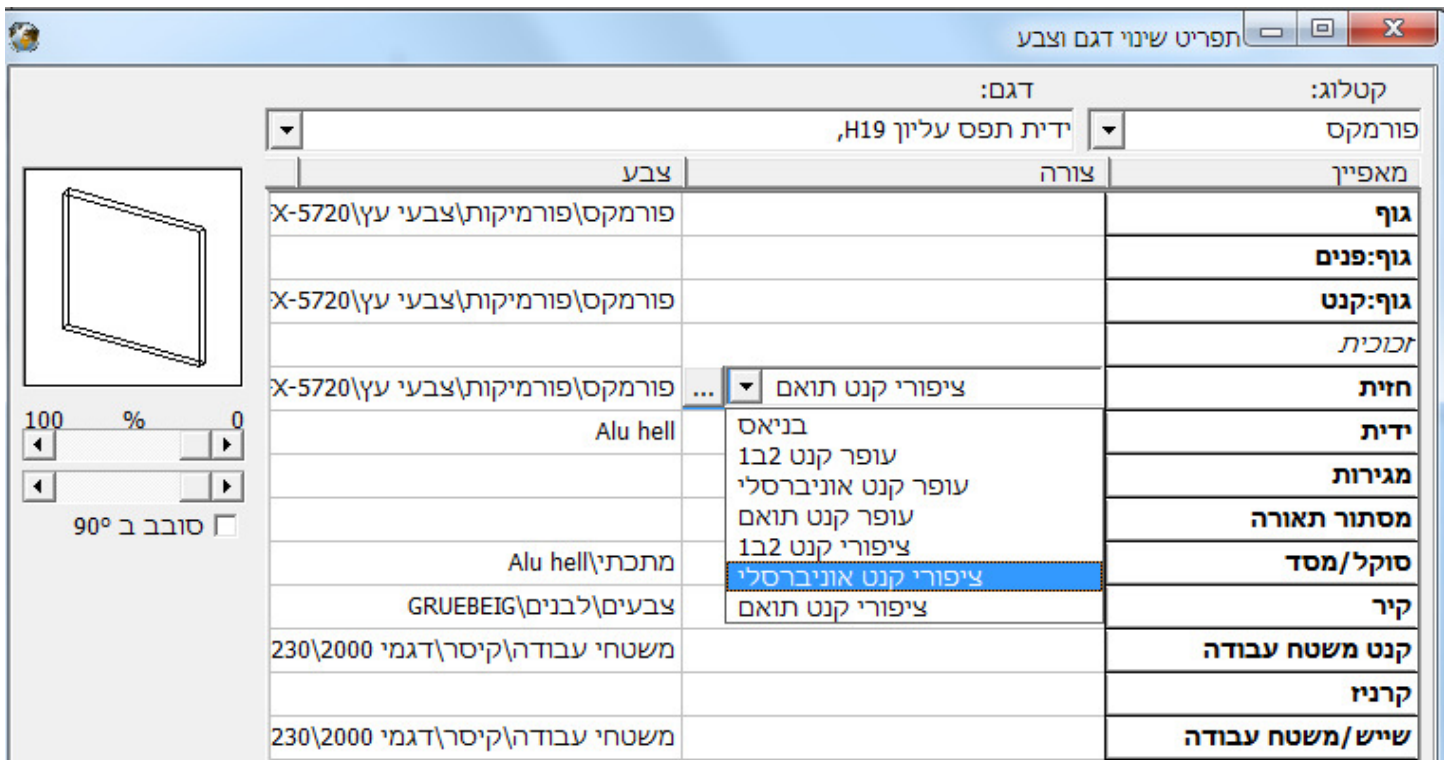 תפריט שינוי דגם וצבע
קטלוג: דגם:
פורמקס ידית תפס עליון H19,
מאפיין צורה צבע
גוף פורמקס\פורמיקות\צבעי עץ\X-5720
גוף:פנים
גוף:קנט פורמקס\פורמיקות\צבעי עץ\X-5720
זכוכית
חזית ציפורי קנט תואם ... פורמקס\פורמיקות\צבעי עץ\X-5720
100 % 0
ידית בניאס Alu hell
עופר קנט 2ב1
מגירות עופר קנט אוניברסלי
מסתור תאורה עופר קנט תואם סובב ב 90º
ציפורי קנט 2ב1
סוקל/מסד ציפורי קנט אוניברסלי מתכתי\Alu hell
קיר ציפורי קנט תואם צבעים\לבנים\GRUEBEIG
קנט משטח עבודה משטחי עבודה\קיסר\דגמי 2000\230
קרניז
שייש/משטח עבודה משטחי עבודה\קיסר\דגמי 2000\230